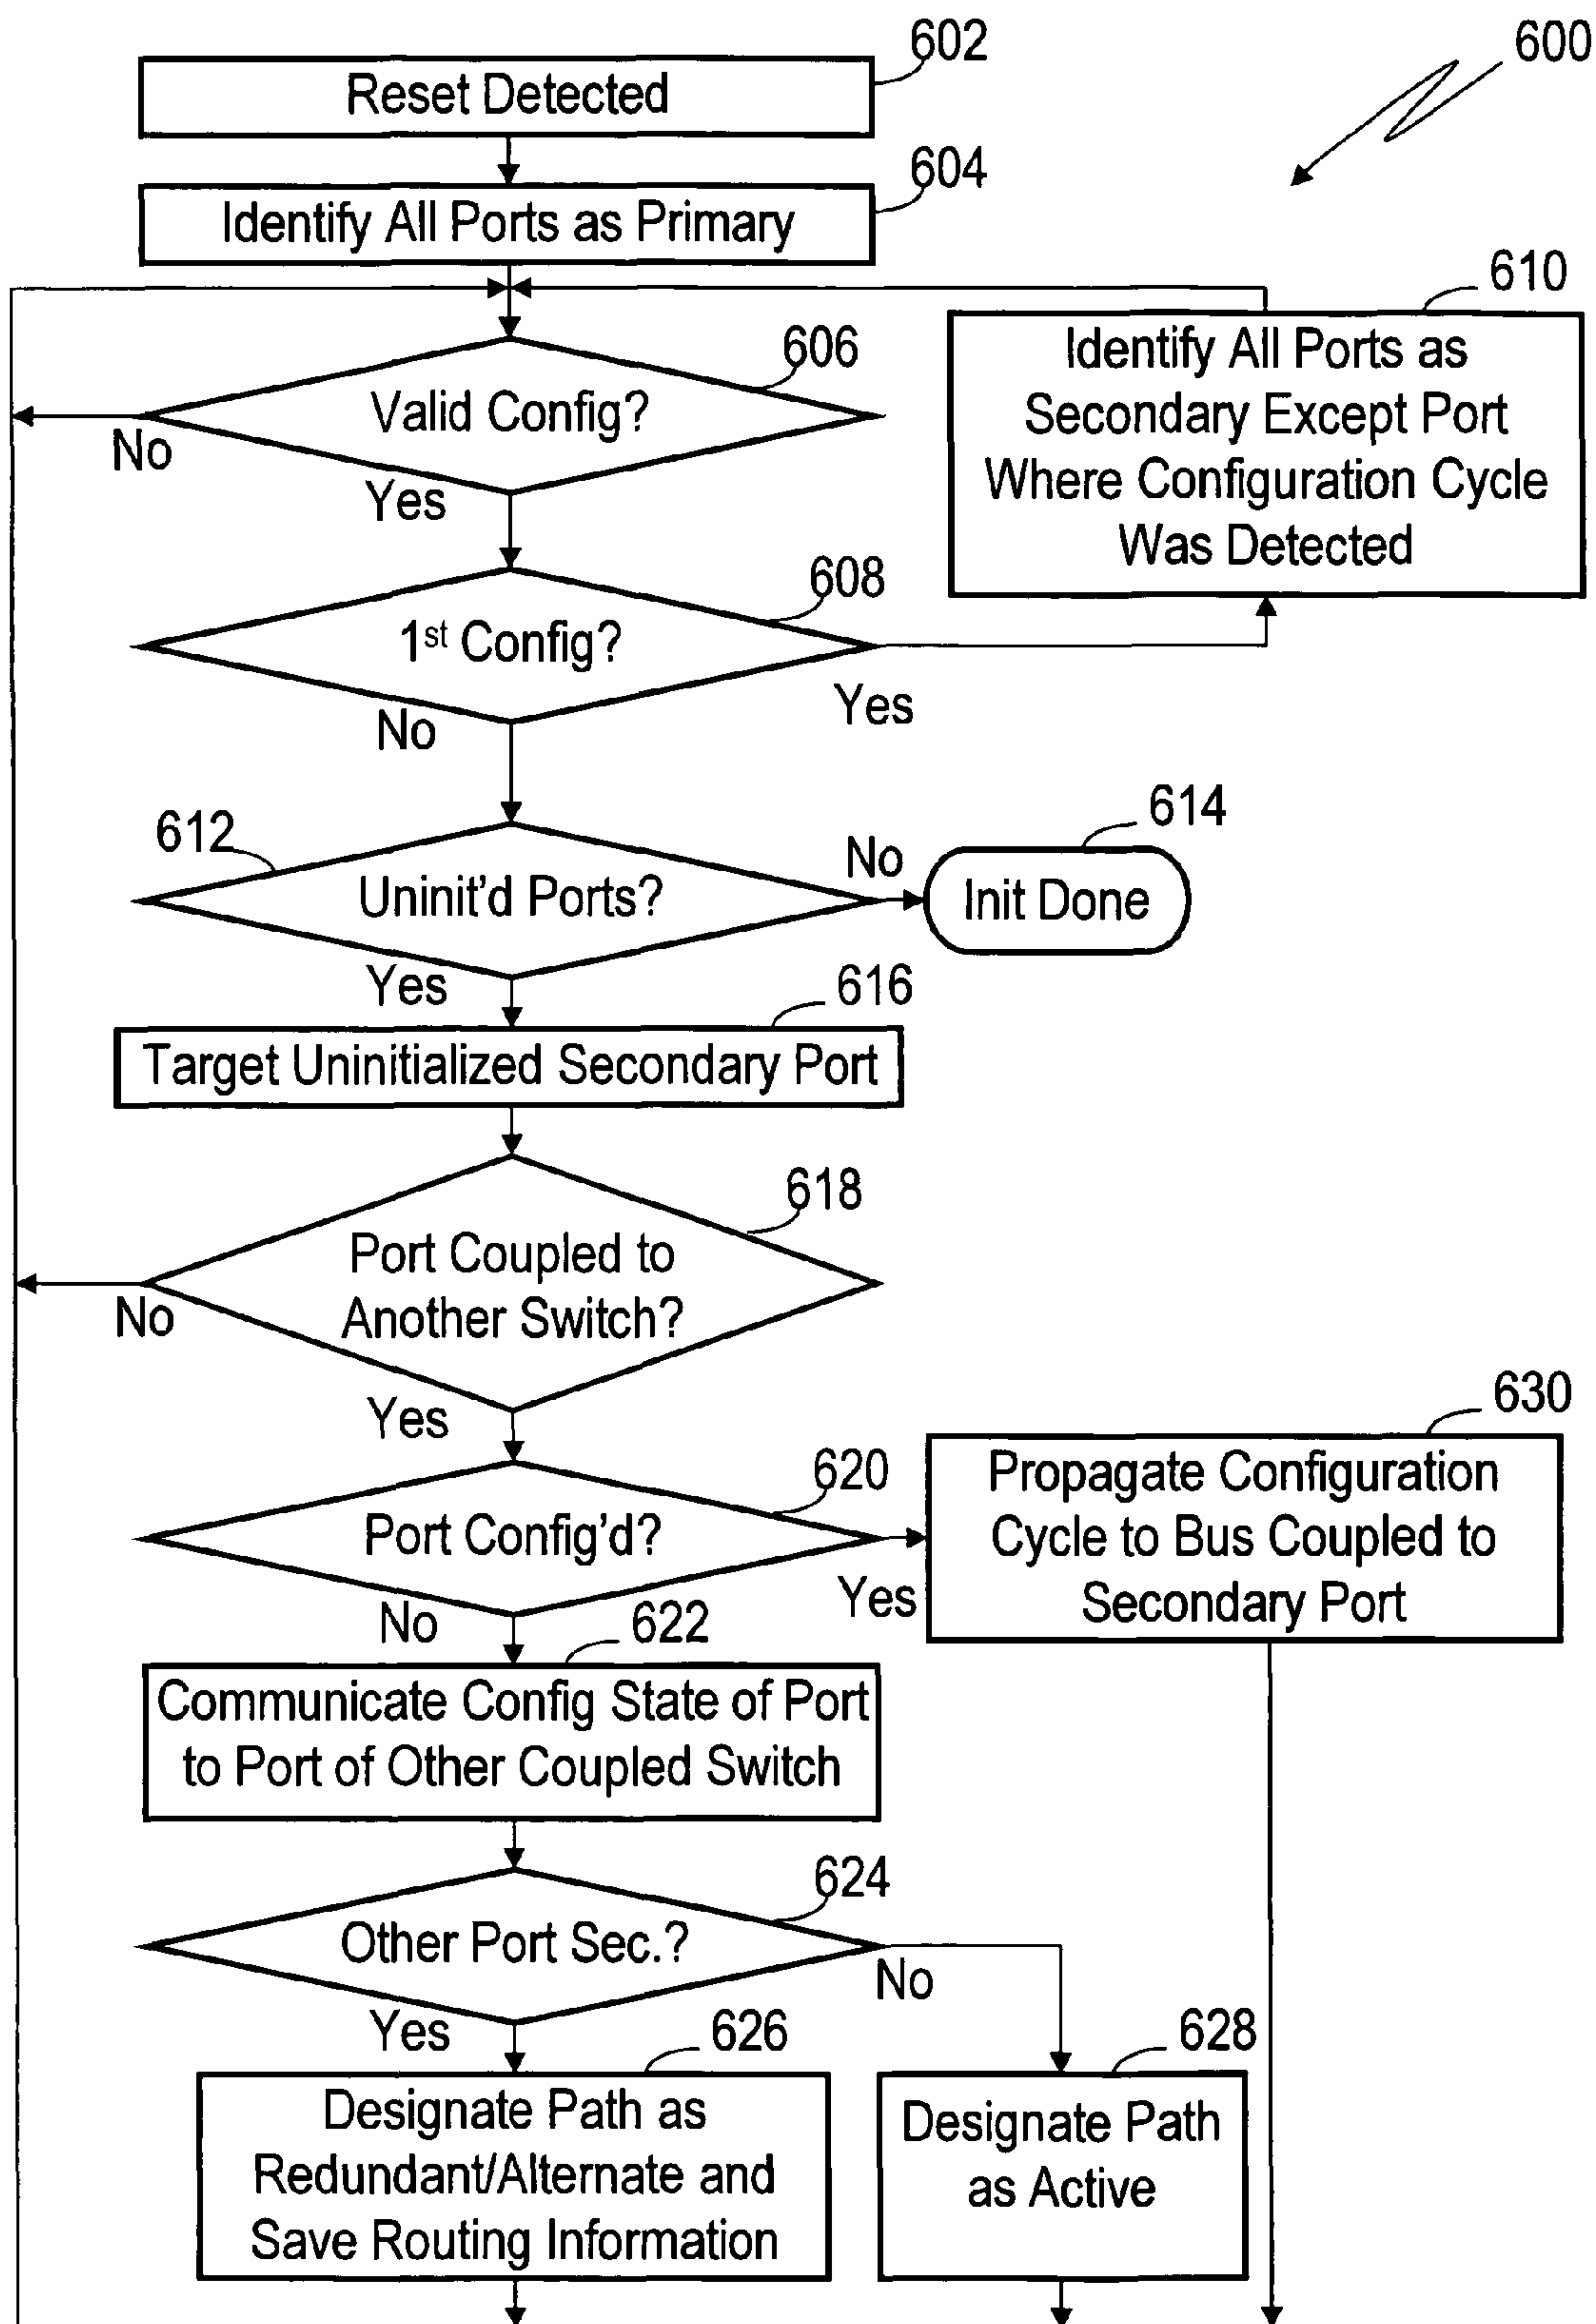 602
600
Reset Detected
604
Identify All Ports as Primary
610
606
Valid Config?
No
Yes
Identify All Ports as
Secondary Except Port
Where Configuration Cycle
Was Detected
608
1st Config?
Yes
No
612
614
No
Uninit'd Ports?
Init Done
Yes
616
Target Uninitialized Secondary Port
618
Port Coupled to
Another Switch?
No
Yes
630
620
Port Config'd?
Yes
Propagate Configuration
Cycle to Bus Coupled to
Secondary Port
No
622
Communicate Config State of Port
to Port of Other Coupled Switch
624
Other Port Sec.?
No
Yes
626
628
Designate Path as
Redundant/Alternate and
Save Routing Information
Designate Path
as Active